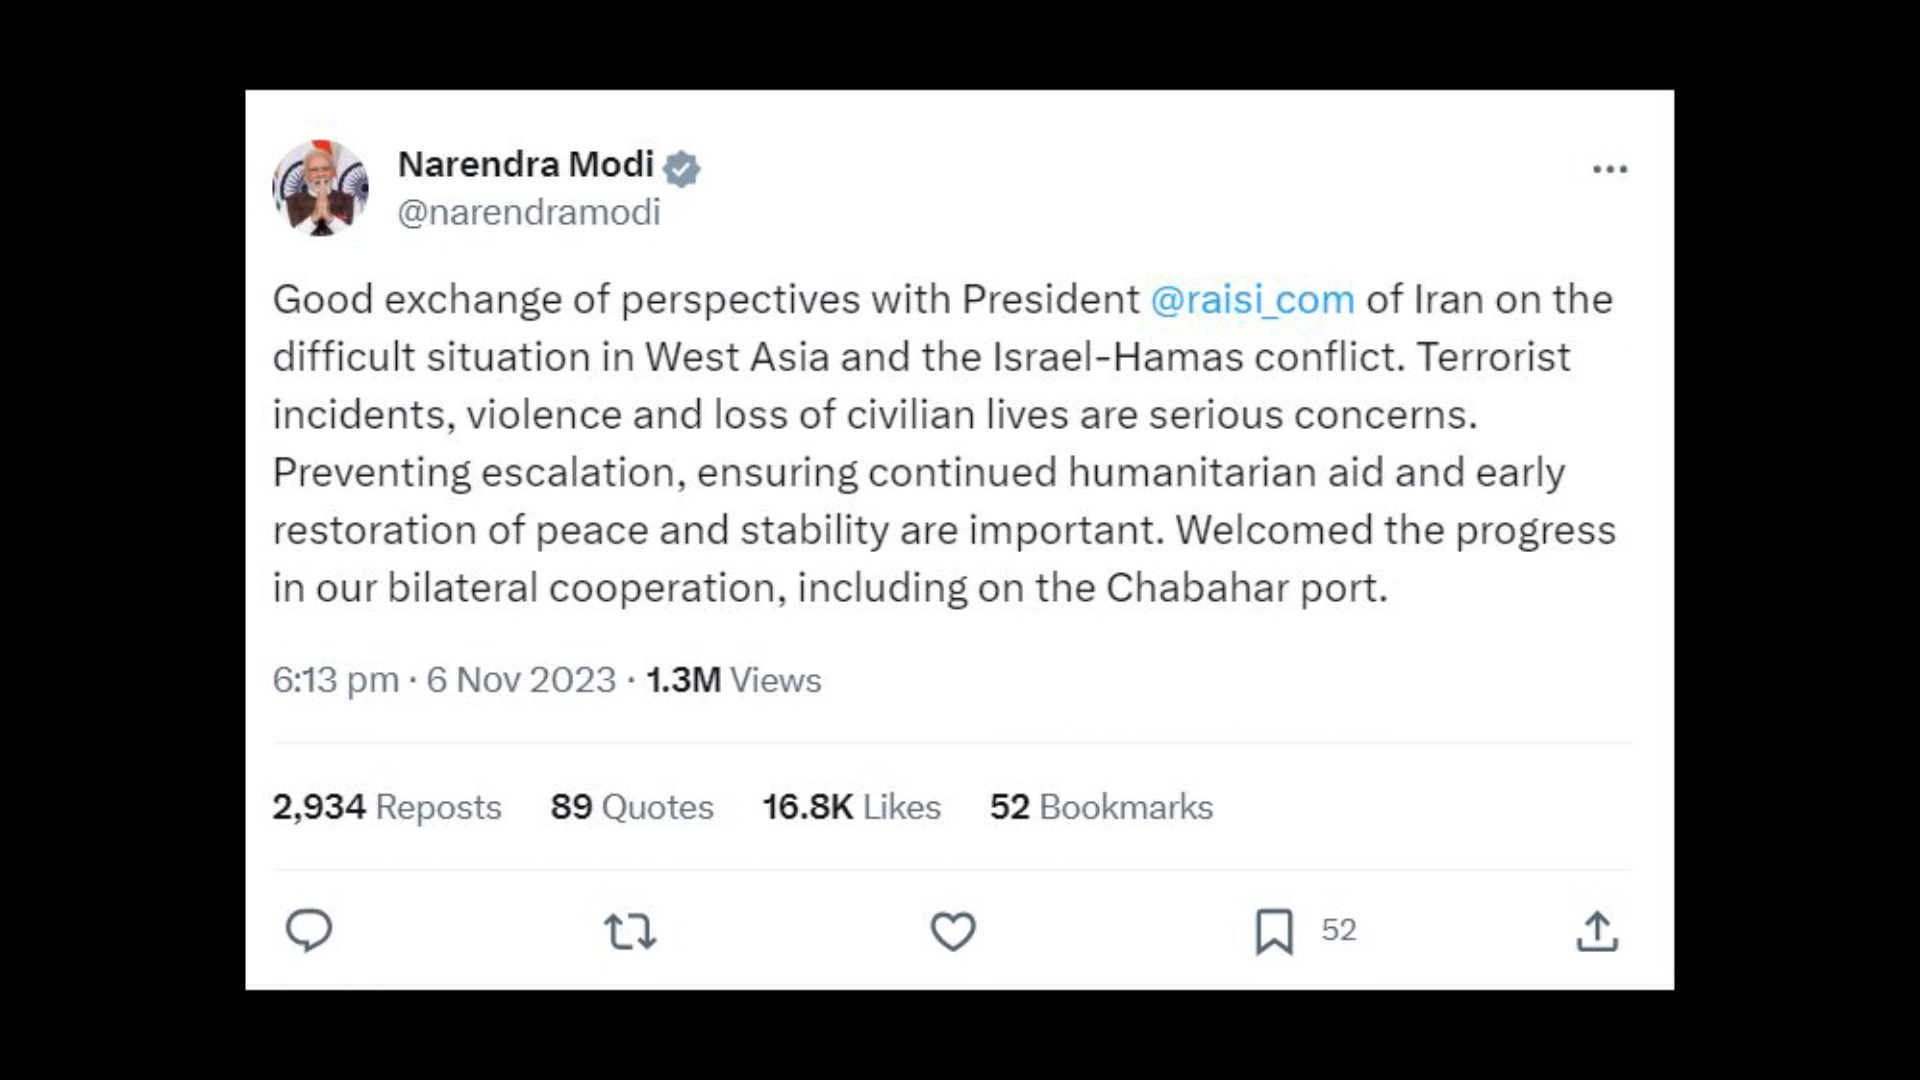 Narendra Modi
@narendramodi
Good exchange of perspectives with President @raisi_com of Iran on the
difficult situation in West Asia and the Israel-Hamas conflict. Terrorist
incidents, violence and loss of civilian lives are serious concerns.
Preventing escalation, ensuring continued humanitarian aid and early
restoration of peace and stability are important. Welcomed the progress
in our bilateral cooperation, including on the Chabahar port.
6:13 pm · 6 Nov 2023 · 1.3M Views
2,934 Reposts 89 Quotes 16.8K Likes 52 Bookmarks
52